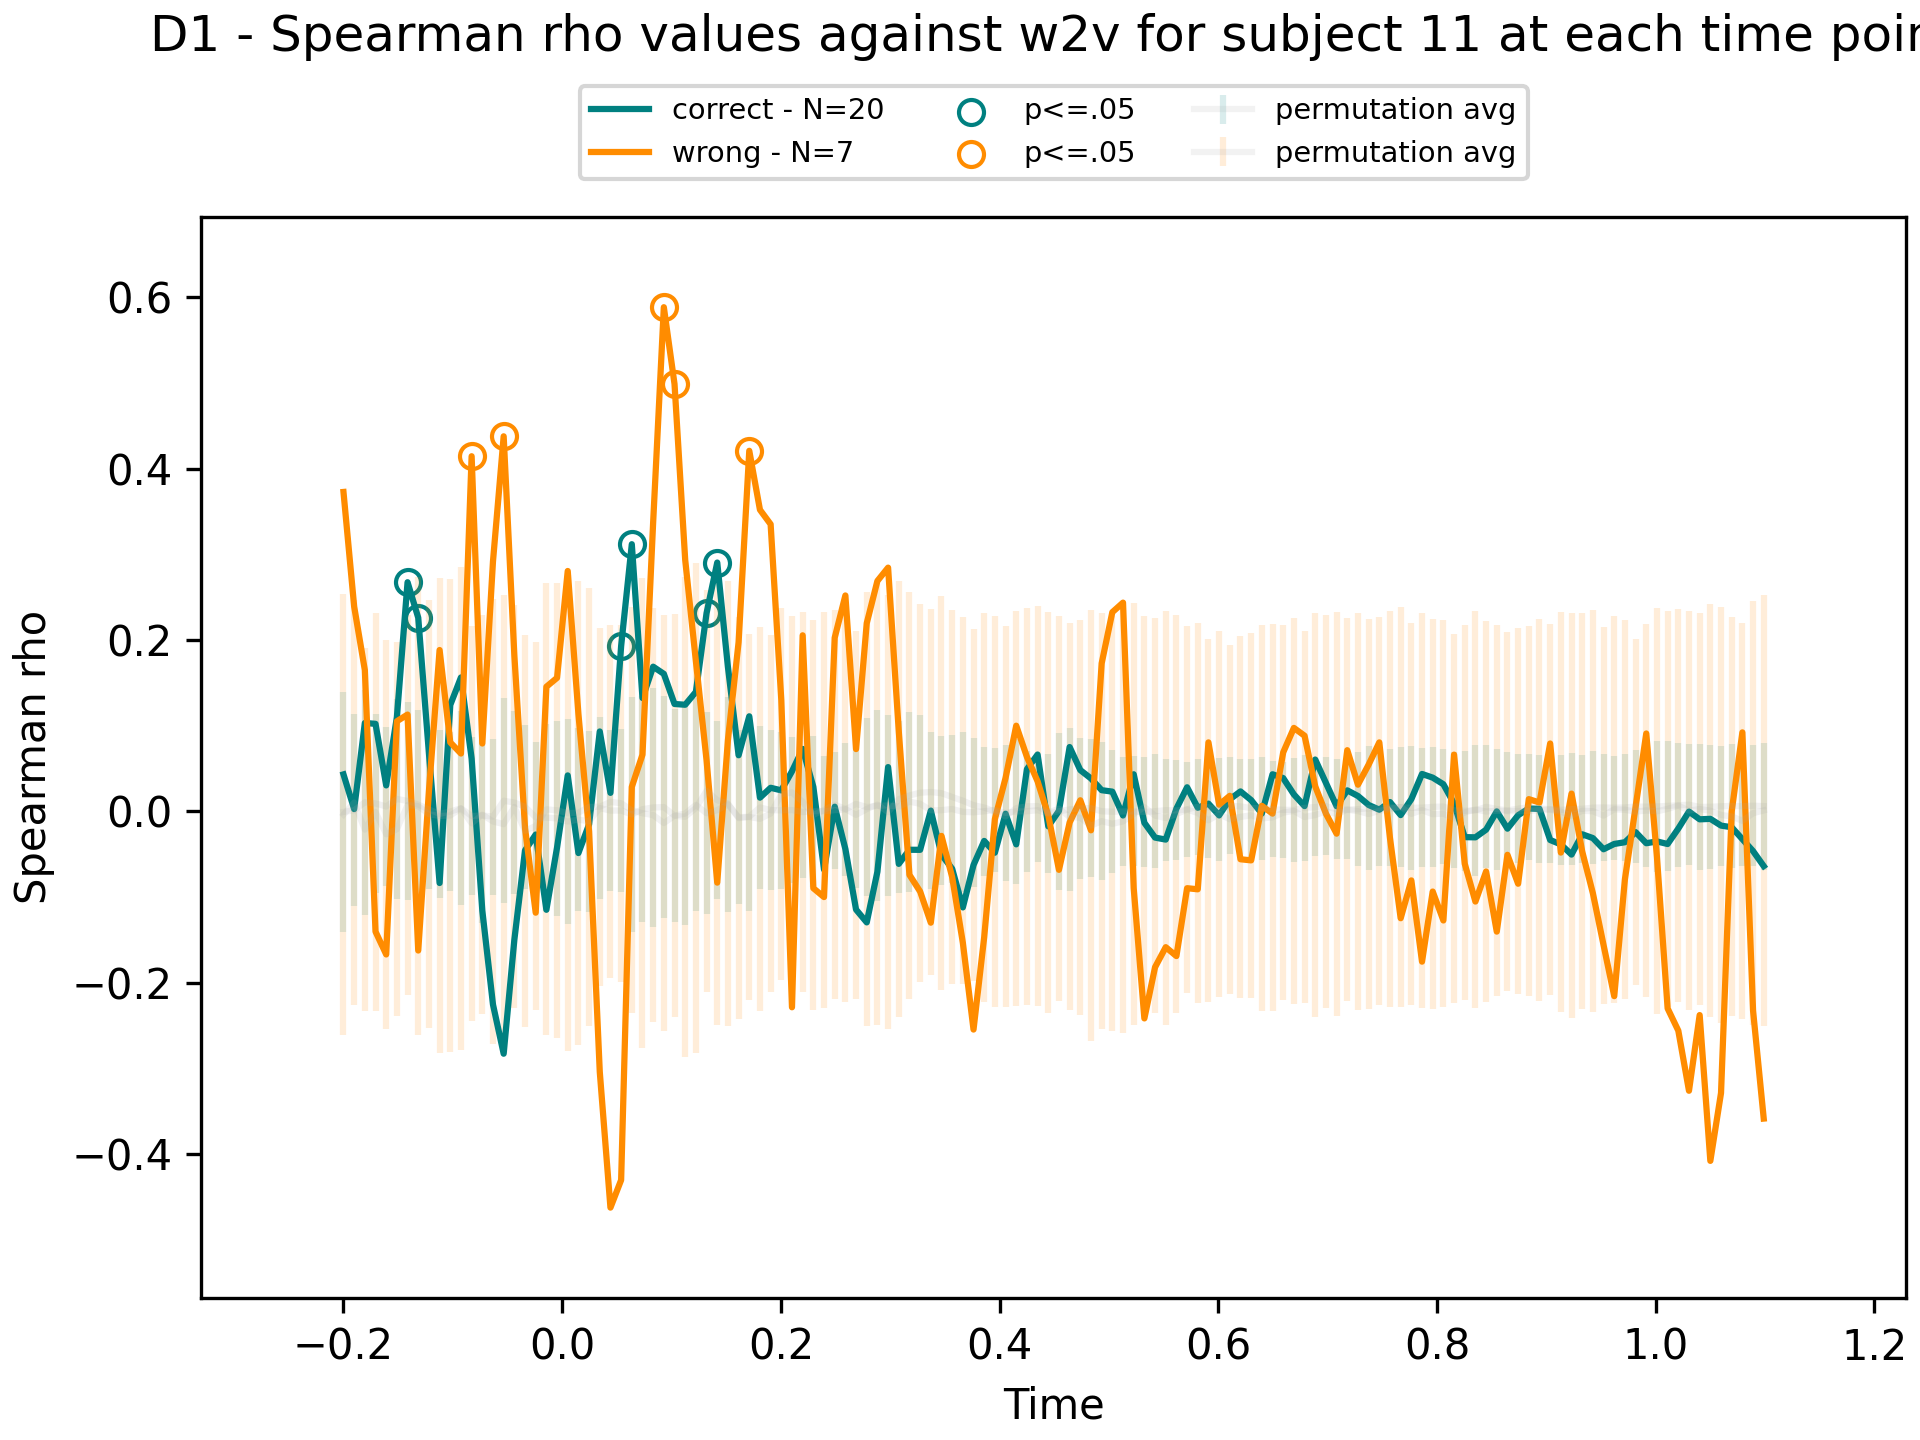 D1 - Spearman rho values against w2v for subject 11 at each time poin
correct - N=20
wrong - N=7
p<=.05
p<=.05
permutation avg
permutation avg
Spearman rho
0.6
0.4
0.2
0.0
−0.2
−0.4
−0.2
0.0
0.2
0.4
0.6
0.8
1.0
1.2
Time